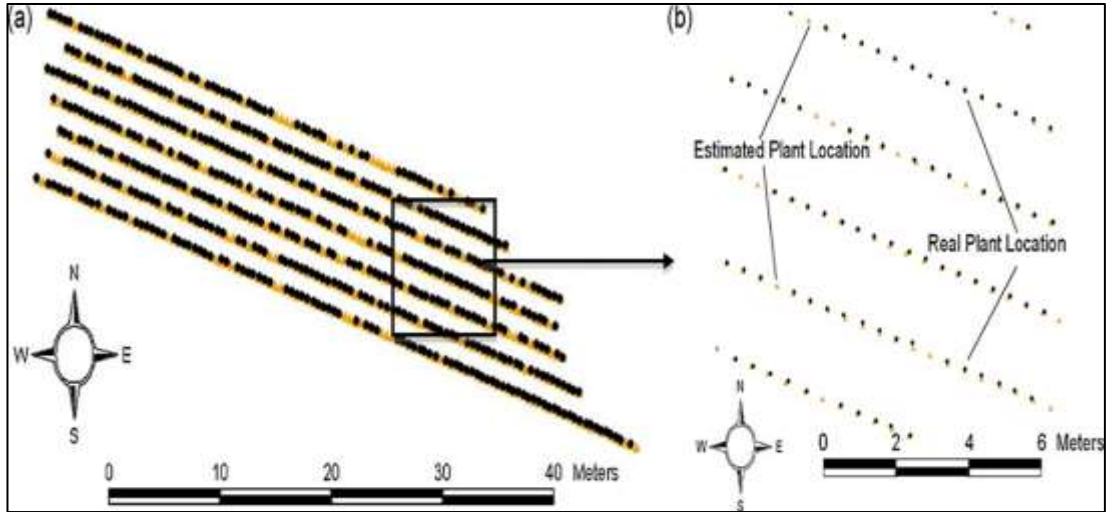 (a)
N
W E
S
0 10 20 30 40 Meters
(b)
Estimated Plant Location
Real Plant Location
N
W E
S
0 2 4 6 Meters